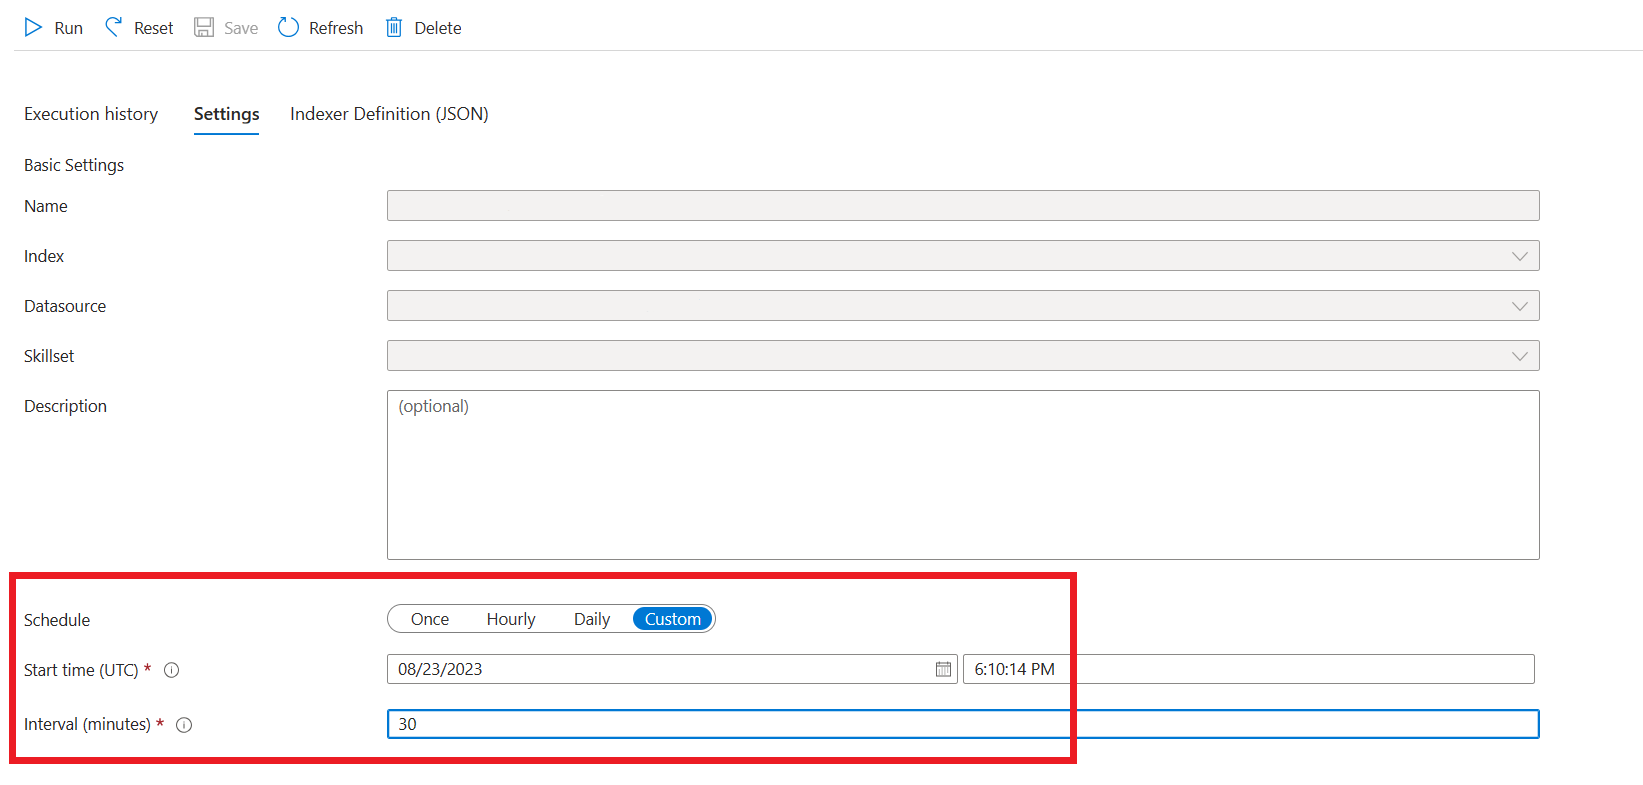 Run Reset Save Refresh Delete
Execution history Settings Indexer Definition (JSON)
Basic Settings
Name
Index
Datasource
Skillset
Description (optional)
Schedule Once Hourly Daily Custom
Start time (UTC) * 08/23/2023 6:10:14 PM
Interval (minutes) * 30